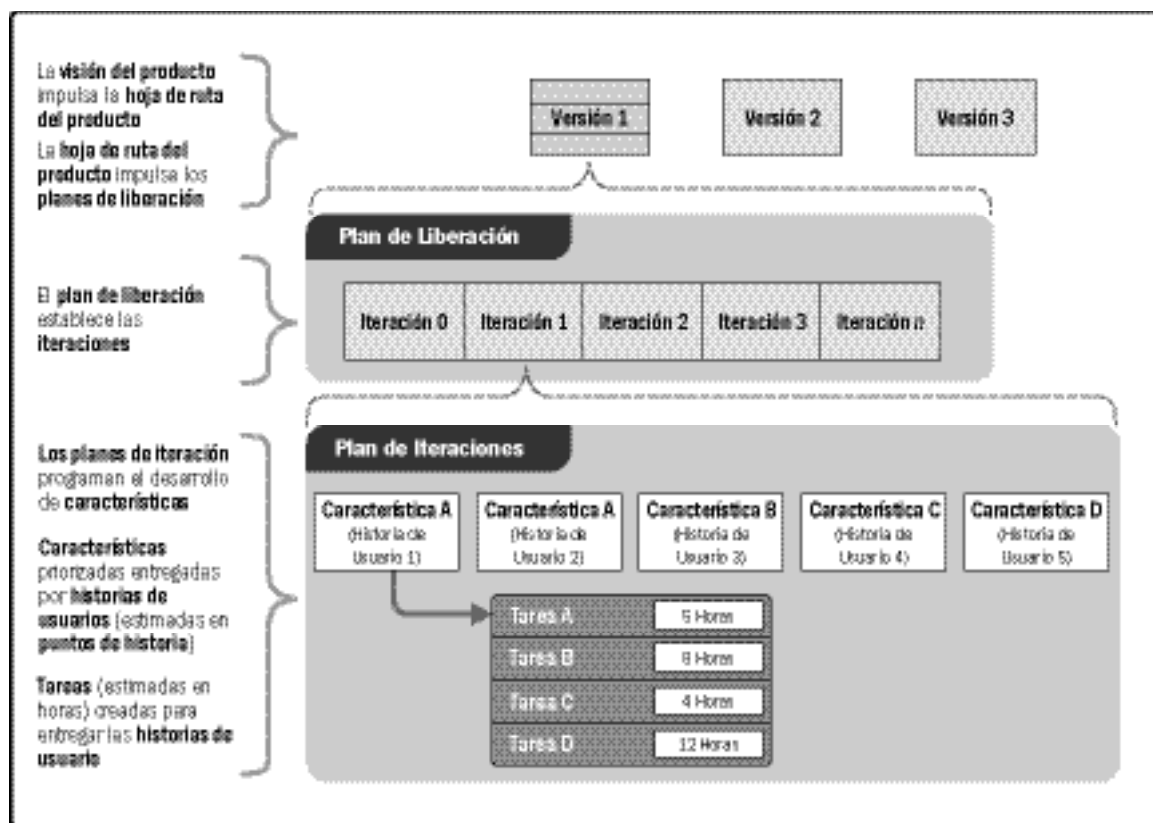 La visión del producto
impulsa la hoja de ruta
del producto
La hoja de ruta del
producto impulsa los
planes de liberación
Versión 1
Versión 2
Versión 3
Plan de Liberación
El plan de liberación
establece las
iteraciones
Iteración 0
Iteración 1
Iteración 2
Iteración 3
Iteración n
Plan de Iteraciones
Los planes de iteración
programan el desarrollo
de características
Característica A
(Historia de
Usuario 1)
Característica A
(Historia de
Usuario 2)
Característica B
(Historia de
Usuario 3)
Característica C
(Historia de
Usuario 4)
Característica D
(Historia de
Usuario 5)
Características
priorizadas entregadas
por historias de
usuarios (estimadas en
puntos de historia)
Tareas (estimadas en
horas) creadas para
entregar las historias de
usuario
Tarea A
5 Horas
Tarea B
Horas
Tarea C
4 Horas
Tarea D
12 Horas